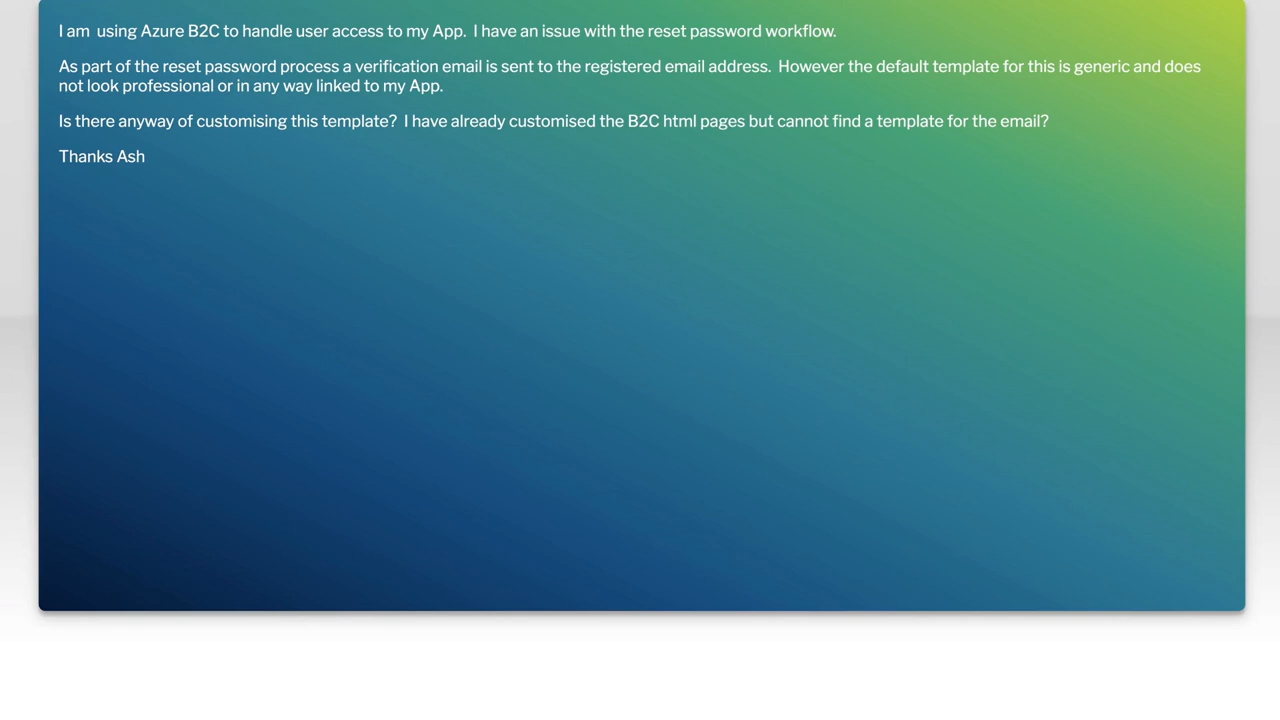 I am  using Azure B2C to handle user access to my App.  I have an issue with the reset password workflow.
As part of the reset password process a verification email is sent to the registered email address.  However the default template for this is generic and does
not look professional or in any way linked to my App.
Is there anyway of customising this template?  I have already customised the B2C html pages but cannot find a template for the email?
Thanks Ash